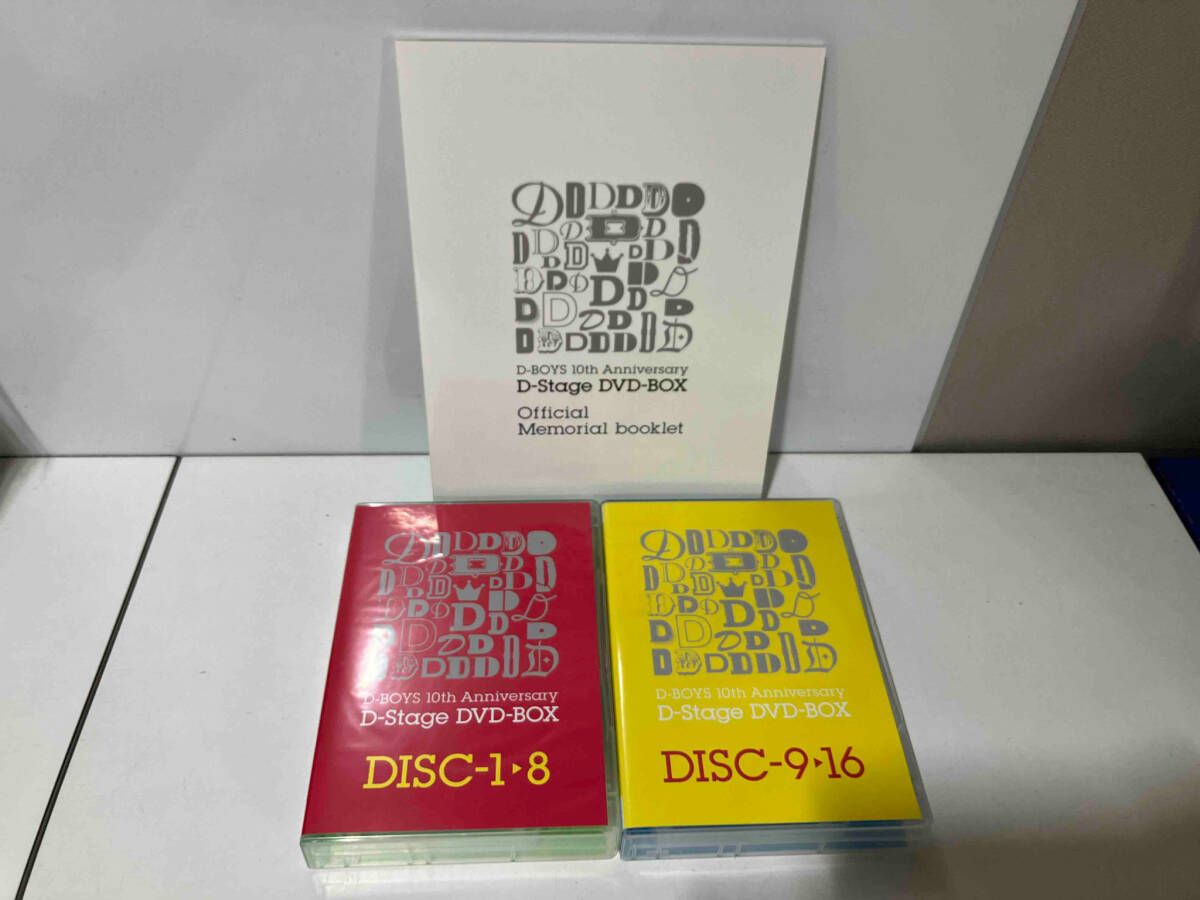 D-BOYS 10th Anniversary
D-Stage DVD-BOX
Official
Memorial booklet
D-BOYS 10th Anniversary
D-Stage DVD-BOX
DISC-1▸8
D-BOYS 10th Anniversary
D-Stage DVD-BOX
DISC-9▸16